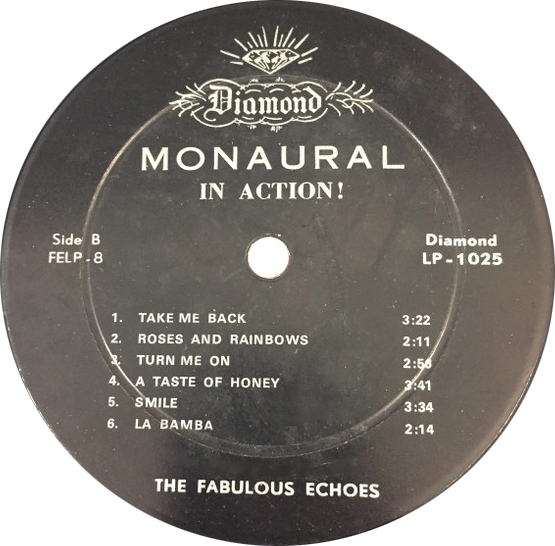 Diamond
MONAURAL
IN ACTION!
Side B
FELP-8
Diamond
LP-1025
1. TAKE ME BACK 3:22
2. ROSES AND RAINBOWS 2:11
3. TURN ME ON 2:56
4. A TASTE OF HONEY 3:41
5. SMILE 3:34
6. LA BAMBA 2:14
THE FABULOUS ECHOES